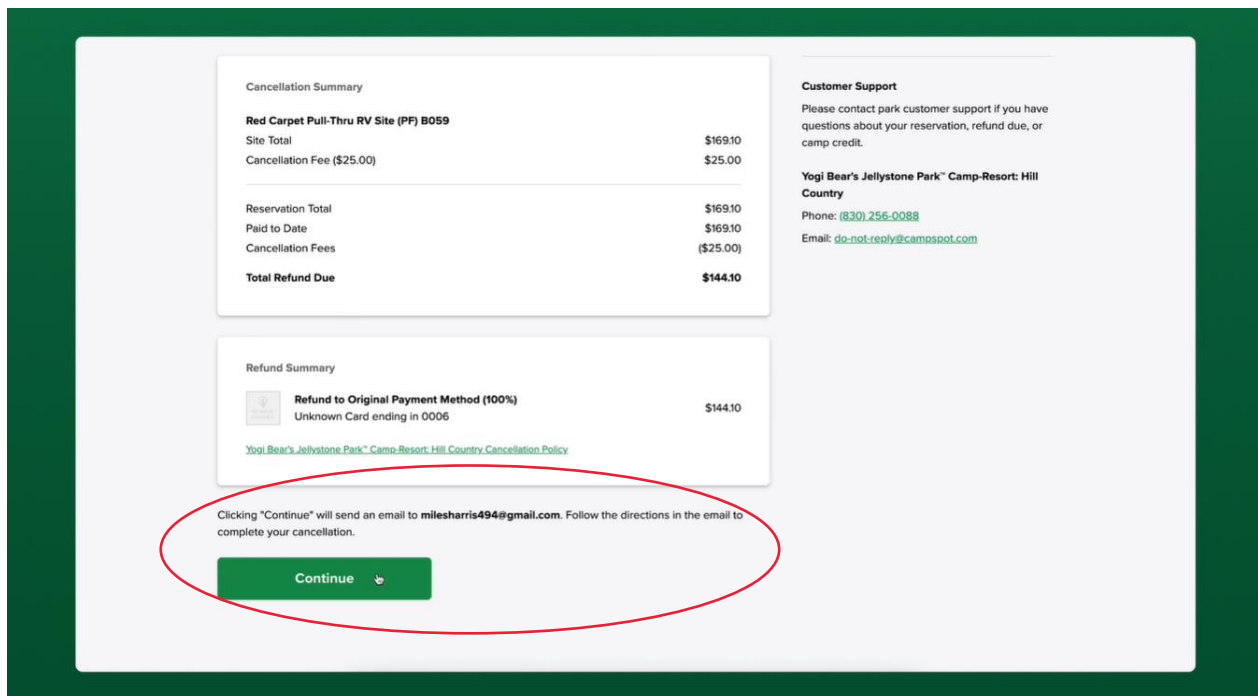 Cancellation Summary
Red Carpet Pull-Thru RV Site (PF) B059
Site Total $169.10
Cancellation Fee ($25.00) $25.00
Reservation Total $169.10
Paid to Date $169.10
Cancellation Fees ($25.00)
Total Refund Due $144.10
Refund Summary
Refund to Original Payment Method (100%)
Unknown Card ending in 0006 $144.10
Yogi Bear's Jellystone Park™ Camp-Resort: Hill Country Cancellation Policy
Clicking "Continue" will send an email to milesharris494@gmail.com. Follow the directions in the email to
complete your cancellation.
Continue
Customer Support
Please contact park customer support if you have
questions about your reservation, refund due, or
camp credit.
Yogi Bear's Jellystone Park™ Camp-Resort: Hill
Country
Phone: (830) 256-0088
Email: do-not-reply@campspot.com